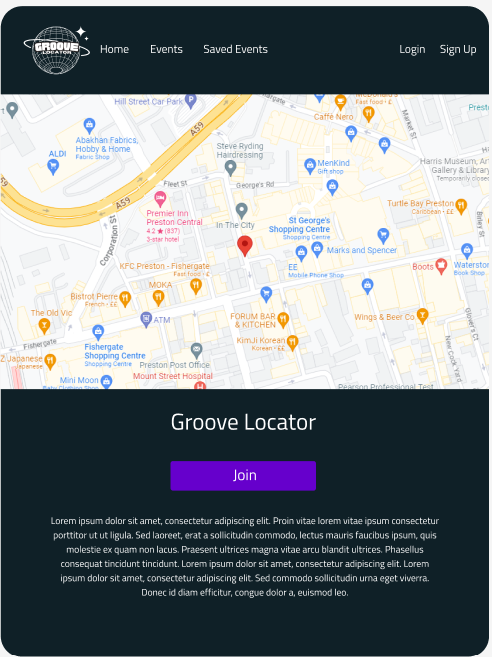 GROOVE
LOCATOR
Home
Events
Saved Events
Login
Sign Up
Hill Street Car Park
P
McDonald's
Fast food • £
Caffè Nero
Market St
A59
A59
Abakhan Fabrics,
Hobby & Home
Fabric Shop
ALDI
Steve Ryding
Hairdressing
MenKind
Gift shop
Harris Museum, Ar
Gallery & Library
Temporarily closed
Fleet St
George's Rd
Premier Inn
Preston Central
4.2 ★ (837)
3-star hotel
Turtle Bay Preston
Caribbean • ££
In The City
St George's
Shopping Centre
Shopping Centre
Corporation St
Birley St
Marks and Spencer
KFC Preston - Fishergate
Fast food • £
EE
Mobile Phone Shop
Boots
Waterston
Book Shop
MOKA
Bistrot Pierre
French • ££
The Old Vic
ATM
FORUM BAR
& KITCHEN
Wings & Beer Co
Glover's Ct
Fishergate
Fishergate
Shopping Centre
Shopping Centre
KimJi Korean
Korean • ££
New Cock Yard
Z Japanese
Japanese
Preston Post Office
Mini Moon
Baby Clothing Shop
Mount Street Hospital
Pearson Professional Test
Groove Locator
Join
Lorem ipsum dolor sit amet, consectetur adipiscing elit. Proin vitae lorem vitae ipsum consectetur
porttitor ut ut ligula. Sed laoreet, erat a sollicitudin commodo, lectus mauris faucibus ipsum, quis
molestie ex quam non lacus. Praesent ultrices magna vitae arcu blandit ultrices. Phasellus
consequat tincidunt tincidunt. Lorem ipsum dolor sit amet, consectetur adipiscing elit. Lorem
ipsum dolor sit amet, consectetur adipiscing elit. Sed commodo sollicitudin urna eget viverra.
Donec id diam efficitur, congue dolor a, euismod leo.